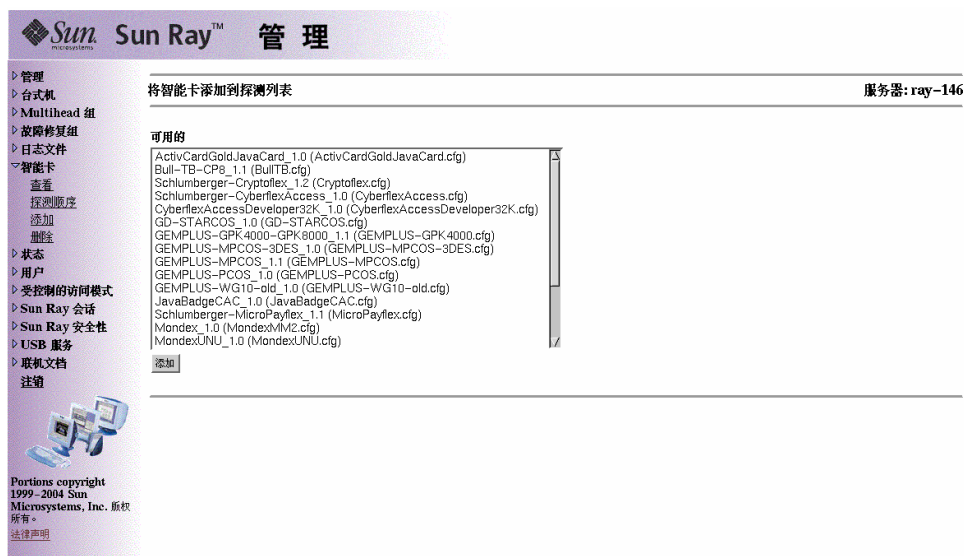 Sun microsystems
Sun Ray™ 管理
管理
台式机
Multihead 组
故障修复组
日志文件
智能卡
查看
探测顺序
添加
删除
状态
用户
受控制的访问模式
Sun Ray 会话
Sun Ray 安全性
USB 服务
联机文档
注销
Portions copyright
1999-2004 Sun
Microsystems, Inc. 版权
所有。
法律声明
将智能卡添加到探测列表
服务器: ray-146
可用的
ActivCardGoldJavaCard_1.0 (ActivCardGoldJavaCard.cfg)
Bull-TB-CP8_1.1 (BullTB.cfg)
Schlumberger-Cryptoflex_1.2 (Cryptoflex.cfg)
Schlumberger-CyberflexAccess_1.0 (CyberflexAccess.cfg)
CyberflexAccessDeveloper32K_1.0 (CyberflexAccessDeveloper32K.cfg)
GD-STARCOS_1.0 (GD-STARCOS.cfg)
GEMPLUS-GPK4000-GPK8000_1.1 (GEMPLUS-GPK4000.cfg)
GEMPLUS-MPCOS-3DES_1.0 (GEMPLUS-MPCOS-3DES.cfg)
GEMPLUS-MPCOS_1.1 (GEMPLUS-MPCOS.cfg)
GEMPLUS-PCOS_1.0 (GEMPLUS-PCOS.cfg)
GEMPLUS-WG10-old_1.0 (GEMPLUS-WG10-old.cfg)
JavaBadgeCAC_1.0 (JavaBadgeCAC.cfg)
Schlumberger-MicroPayflex_1.1 (MicroPayflex.cfg)
Mondex_1.0 (MondexMM2.cfg)
MondexUNU_1.0 (MondexUNU.cfg)
添加